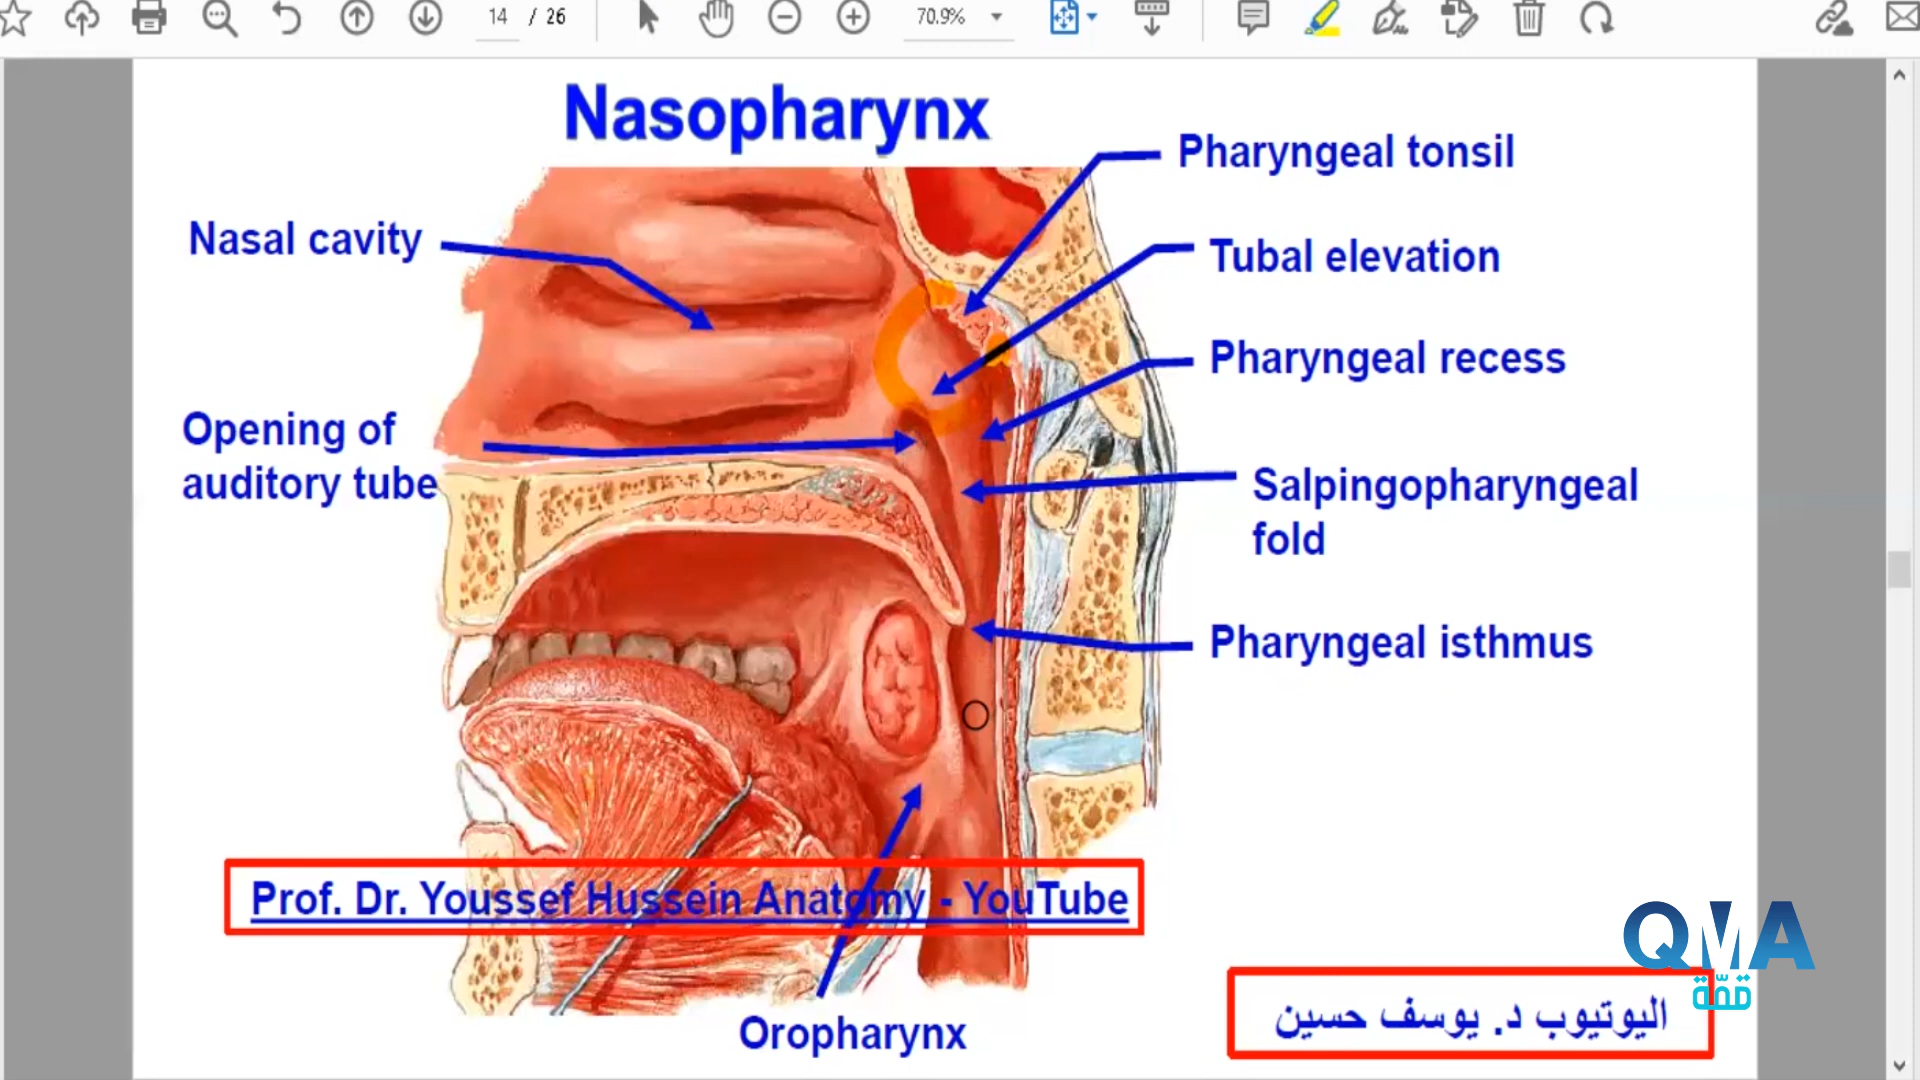 14 / 26
70.9%
Nasopharynx
Pharyngeal tonsil
Nasal cavity
Tubal elevation
Pharyngeal recess
Opening of
auditory tube
Salpingopharyngeal
fold
Pharyngeal isthmus
Prof. Dr. Youssef Hussein Anatomy - YouTube
QMA
قمّة
اليوتيوب د. يوسف حسين
Oropharynx